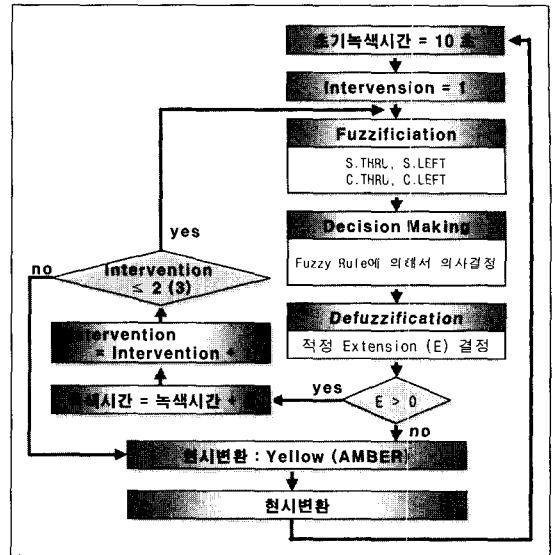 초기녹색시간 = 10 초
Intervension = 1
Fuzzificiation
S.THRU, S.LEFT
C.THRU, C.LEFT
Decision Making
Fuzzy Rule에 의해서 의사결정
Defuzzification
적정 Extension (E) 결정
E > 0
yes
no
녹색시간 = 녹색시간 +
Intervention
= Intervention +
Intervention
≤ 2 (3)
yes
no
현시변환 : Yellow (AMBER)
현시변환